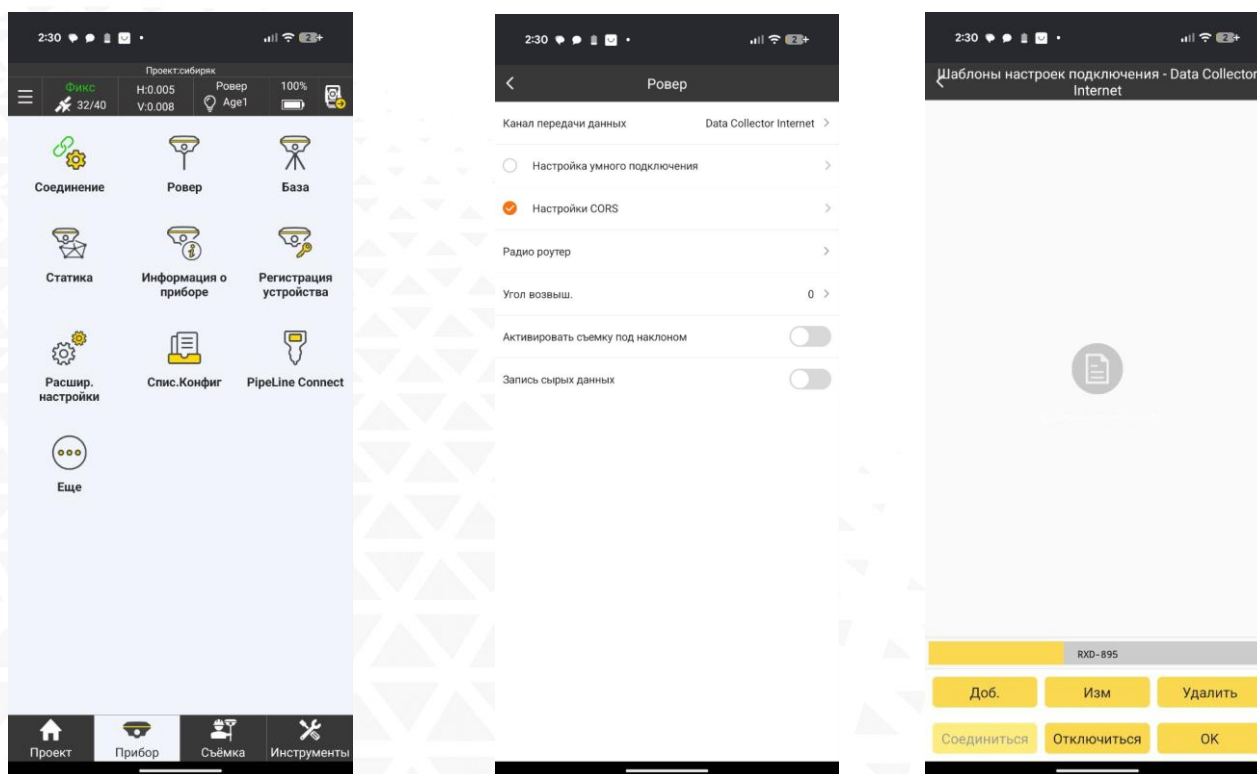 2:30
2+
Проект:сибиряк
Фикс
32/40
H:0.005
V:0.008
Ровер
Age1
100%
Соединение
Ровер
База
Статика
Информация о
приборе
Регистрация
устройства
Расшир.
настройки
Спис.Конфиг
PipeLine Connect
Еще
Проект
Прибор
Съёмка
Инструменты
2:30
2+
Ровер
Канал передачи данных
Data Collector Internet
Настройка умного подключения
Настройки CORS
Радио роутер
Угол возвыш.
0
Активировать съемку под наклоном
Запись сырых данных
2:30
2+
Шаблоны настроек подключения - Data Collector
Internet
RXD-895
Доб.
Изм
Удалить
Соединиться
Отключиться
OK